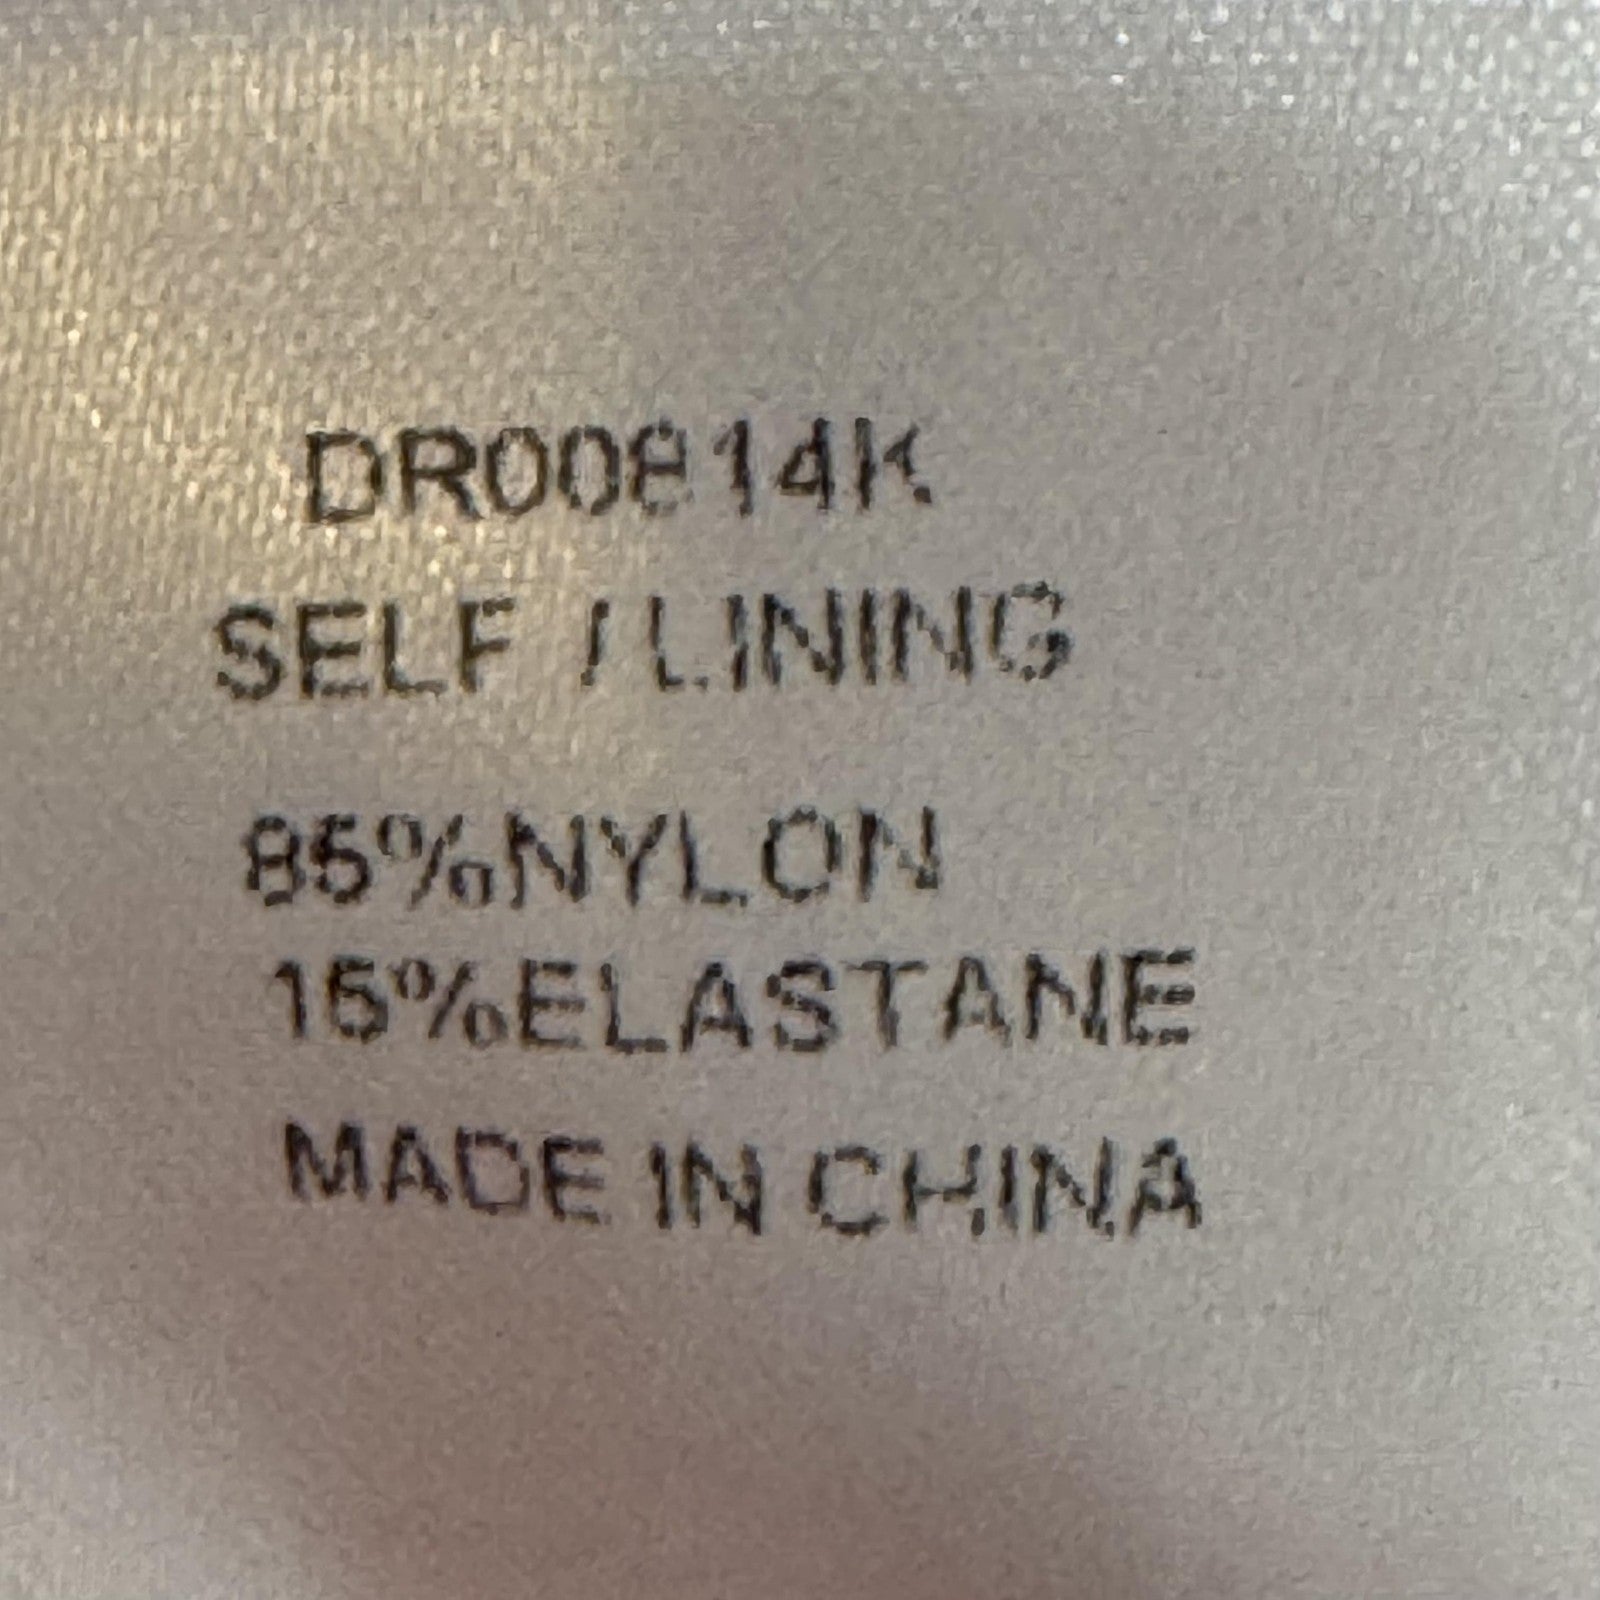 DR00814K
SELF / LINING
85%NYLON
15%ELASTANE
MADE IN CHINA